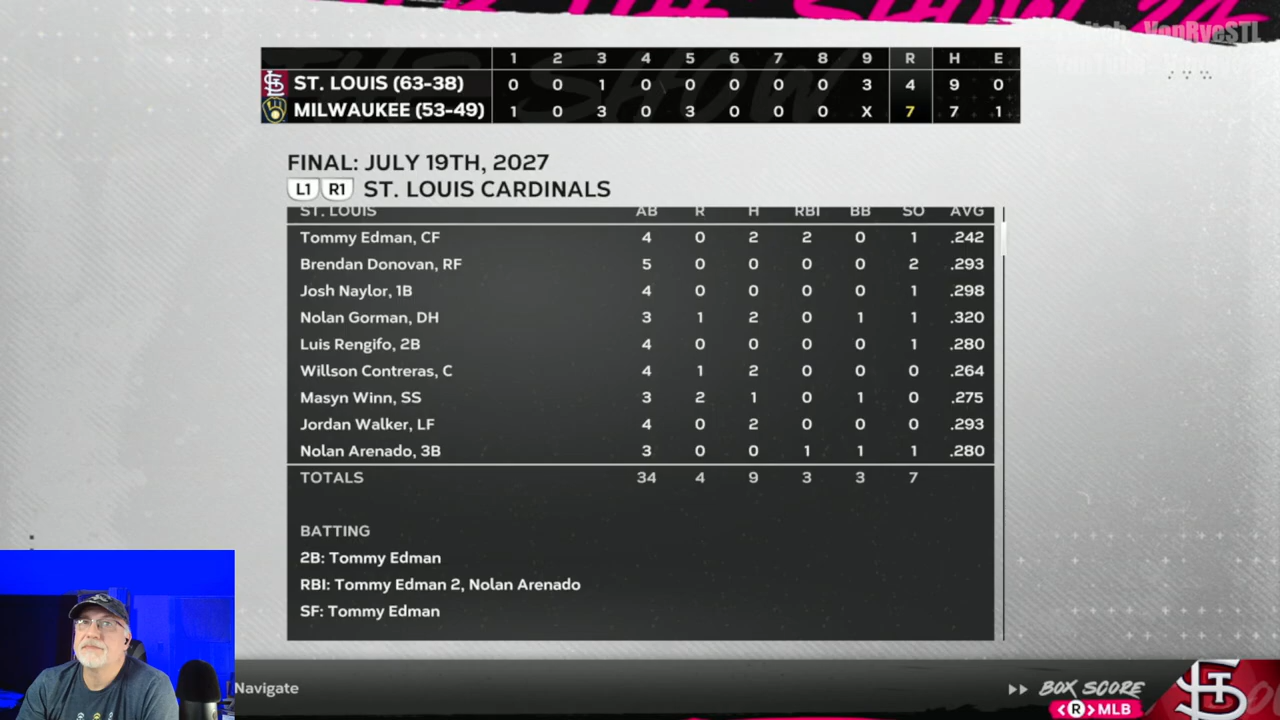 THE SHOW 24
Twitch VonRyeSTL
1 2 3 4 5 6 7 8 9 R H E
ST. LOUIS (63-38) 0 0 1 0 0 0 0 0 3 4 9 0
MILWAUKEE (53-49) 1 0 3 0 3 0 0 0 X 7 7 1
FINAL: JULY 19TH, 2027
L1 R1 ST. LOUIS CARDINALS
ST. LOUIS AB R H RBI BB SO AVG
Tommy Edman, CF 4 0 2 2 0 1 .242
Brendan Donovan, RF 5 0 0 0 0 2 .293
Josh Naylor, 1B 4 0 0 0 0 1 .298
Nolan Gorman, DH 3 1 2 0 1 1 .320
Luis Rengifo, 2B 4 0 0 0 0 1 .280
Willson Contreras, C 4 1 2 0 0 0 .264
Masyn Winn, SS 3 2 1 0 1 0 .275
Jordan Walker, LF 4 0 2 0 0 0 .293
Nolan Arenado, 3B 3 0 0 1 1 1 .280
TOTALS 34 4 9 3 3 7
BATTING
2B: Tommy Edman
RBI: Tommy Edman 2, Nolan Arenado
SF: Tommy Edman
Navigate
BOX SCORE
<R> MLB